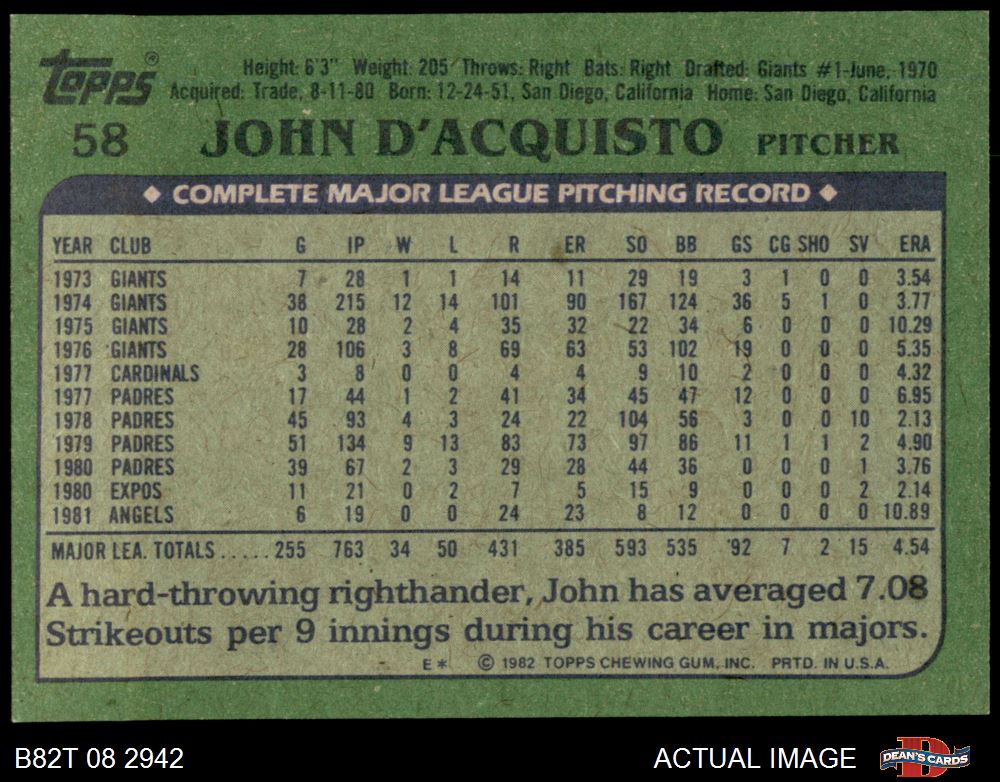 Topps® Height: 6'3" Weight: 205 Throws: Right Bats: Right Drafted: Giants #1-June, 1970
Acquired: Trade, 8-11-80 Born: 12-24-51, San Diego, California Home: San Diego, California
58 JOHN D'ACQUISTO PITCHER
◆ COMPLETE MAJOR LEAGUE PITCHING RECORD ◆
YEAR CLUB G IP W L R ER SO BB GS CG SHO SV ERA
1973 GIANTS 7 28 1 1 14 11 29 19 3 1 0 0 3.54
1974 GIANTS 38 215 12 14 101 90 167 124 36 5 1 0 3.77
1975 GIANTS 10 28 2 4 35 32 22 34 6 0 0 0 10.29
1976 GIANTS 28 106 3 8 69 63 53 102 19 0 0 0 5.35
1977 CARDINALS 3 8 0 0 4 4 9 10 2 0 0 0 4.32
1977 PADRES 17 44 1 2 41 34 45 47 12 0 0 0 6.95
1978 PADRES 45 93 4 3 24 22 104 56 3 0 0 10 2.13
1979 PADRES 51 134 9 13 83 73 97 86 11 1 1 2 4.90
1980 PADRES 39 67 2 3 29 28 44 36 0 0 0 1 3.76
1980 EXPOS 11 21 0 2 7 5 15 9 0 0 0 2 2.14
1981 ANGELS 6 19 0 0 24 23 8 12 0 0 0 0 10.89
MAJOR LEA. TOTALS.....255 763 34 50 431 385 593 535 92 7 2 15 4.54
A hard-throwing righthander, John has averaged 7.08
Strikeouts per 9 innings during his career in majors.
E* © 1982 TOPPS CHEWING GUM, INC. PRTD. IN U.S.A.
B82T 08 2942 ACTUAL IMAGE DEAN'S CARDS